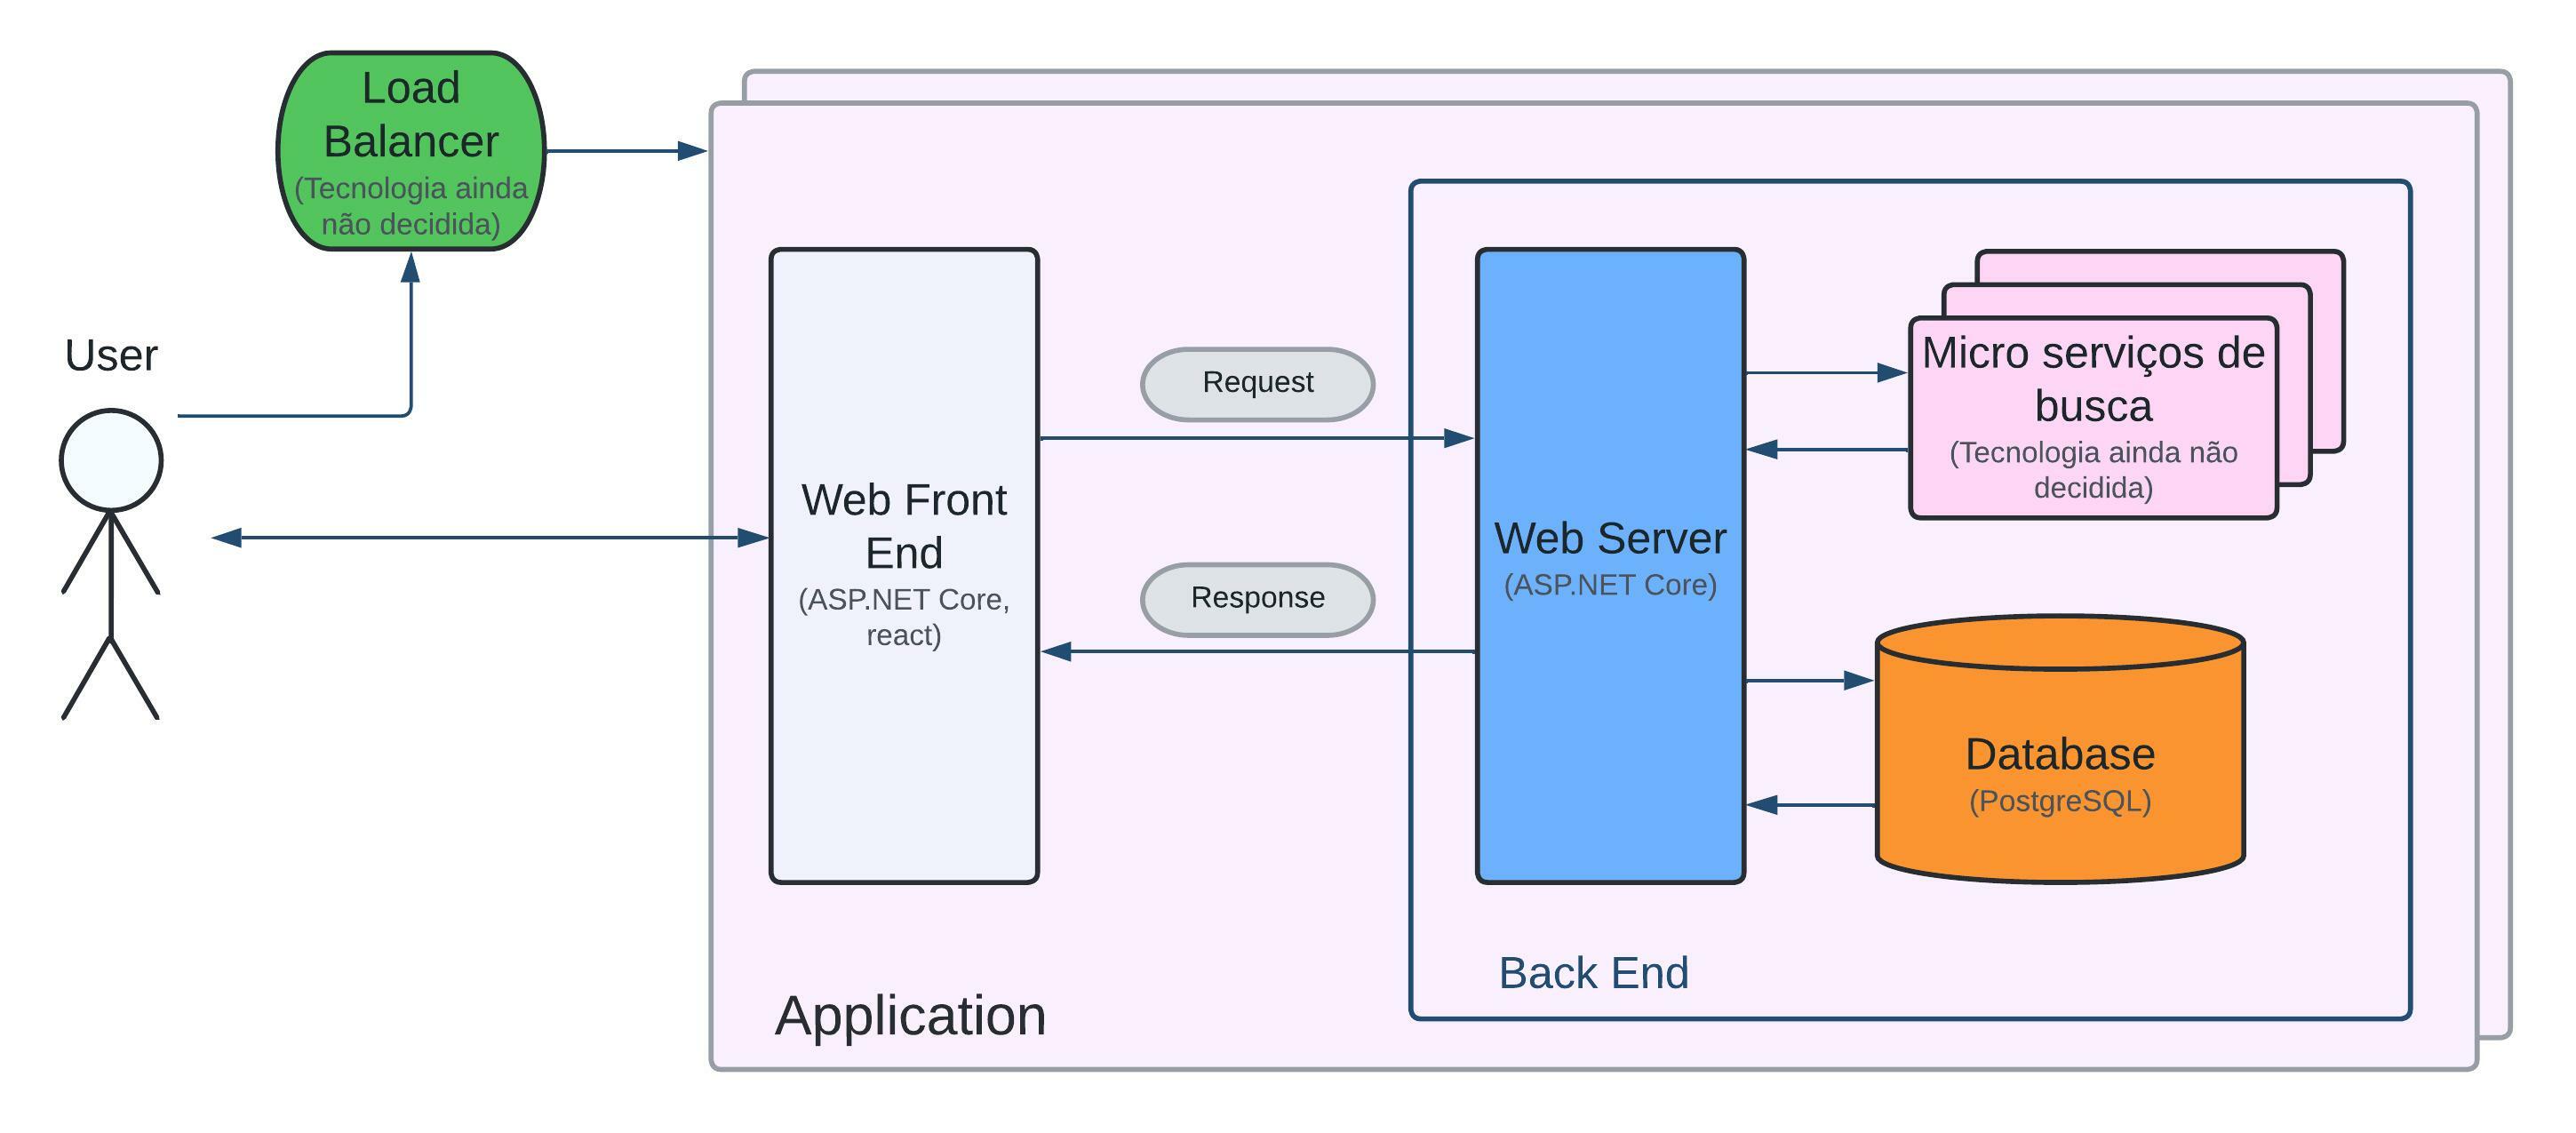 Load
Balancer
(Tecnologia ainda
não decidida)
User
Web Front
End
(ASP.NET Core,
react)
Request
Response
Web Server
(ASP.NET Core)
Micro serviços de
busca
(Tecnologia ainda não
decidida)
Database
(PostgreSQL)
Back End
Application